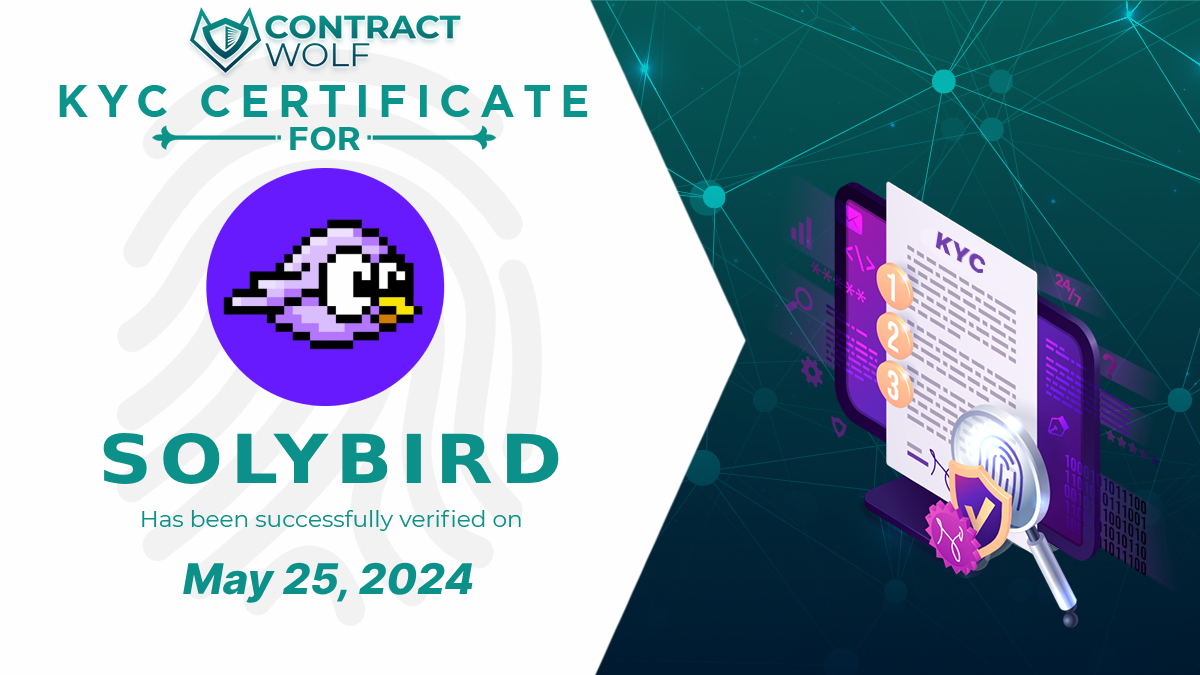 CONTRACT
WOLF
KYC CERTIFICATE
FOR
SOLYBIRD
Has been successfully verified on
May 25, 2024
KYC
1
2
3
</>
*****
24/7
?